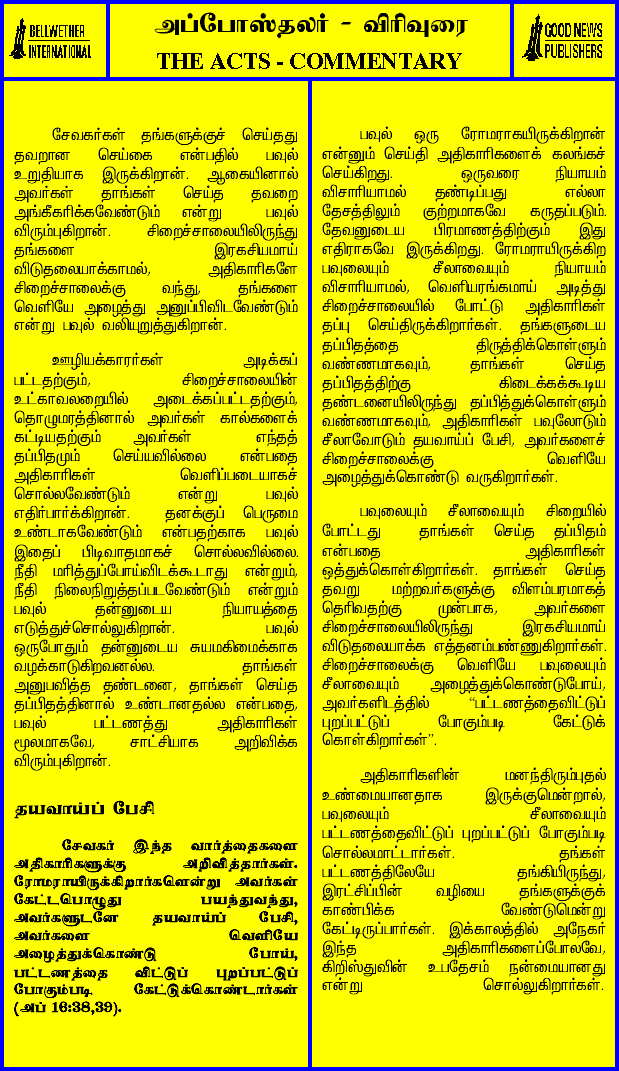 BELLWETHER
INTERNATIONAL
அப்போஸ்தலர் - விரிவுரை
THE ACTS - COMMENTARY
GOOD NEWS
PUBLISHERS
சேவகர்கள் தங்களுக்குச் செய்தது
தவறான செய்கை என்பதில் பவுல்
உறுதியாக இருக்கிறான். ஆகையினால்
அவர்கள் தாங்கள் செய்த தவறை
அங்கீகரிக்கவேண்டும் என்று பவுல்
விரும்புகிறான். சிறைச்சாலையிலிருந்து
தங்களை இரகசியமாய்
விடுதலையாக்காமல், அதிகாரிகளே
சிறைச்சாலைக்கு வந்து, தங்களை
வெளியே அழைத்து அனுப்பிவிடவேண்டும்
என்று பவுல் வலியுறுத்துகிறான்.
ஊழியக்காரர்கள் அடிக்கப்
பட்டதற்கும், சிறைச்சாலையின்
உட்காவலறையில் அடைக்கப்பட்டதற்கும்,
தொழுமரத்தினால் அவர்கள் கால்களைக்
கட்டியதற்கும் அவர்கள் எந்தத்
தப்பிதமும் செய்யவில்லை என்பதை
அதிகாரிகள் வெளிப்படையாகச்
சொல்லவேண்டும் என்று பவுல்
எதிர்பார்க்கிறான். தனக்குப் பெருமை
உண்டாகவேண்டும் என்பதற்காக பவுல்
இதைப் பிடிவாதமாகச் சொல்லவில்லை.
நீதி மரித்துப்போய்விடக்கூடாது என்றும்,
நீதி நிலைநிறுத்தப்படவேண்டும் என்றும்
பவுல் தன்னுடைய நியாயத்தை
எடுத்துச்சொல்லுகிறான். பவுல்
ஒருபோதும் தன்னுடைய சுயமகிமைக்காக
வழக்காடுகிறவனல்ல. தாங்கள்
அனுபவித்த தண்டனை, தாங்கள் செய்த
தப்பிதத்தினால் உண்டானதல்ல என்பதை,
பவுல் பட்டணத்து அதிகாரிகள்
மூலமாகவே, சாட்சியாக அறிவிக்க
விரும்புகிறான்.
தயவாய்ப் பேசி
சேவகர் இந்த வார்த்தைகளை
அதிகாரிகளுக்கு அறிவித்தார்கள்.
ரோமராயிருக்கிறார்களென்று அவர்கள்
கேட்டபொழுது பயந்துவந்து,
அவர்களுடனே தயவாய்ப் பேசி,
அவர்களை வெளியே
அழைத்துக்கொண்டு போய்,
பட்டணத்தை விட்டுப் புறப்பட்டுப்
போகும்படி கேட்டுக்கொண்டார்கள்
(அப் 16:38,39).
பவுல் ஒரு ரோமராகயிருக்கிறான்
என்னும் செய்தி அதிகாரிகளைக் கலங்கச்
செய்கிறது. ஒருவரை நியாயம்
விசாரியாமல் தண்டிப்பது எல்லா
தேசத்திலும் குற்றமாகவே கருதப்படும்.
தேவனுடைய பிரமாணத்திற்கும் இது
எதிராகவே இருக்கிறது. ரோமராயிருக்கிற
பவுலையும் சீலாவையும் நியாயம்
விசாரியாமல், வெளியரங்கமாய் அடித்து
சிறைச்சாலையில் போட்டு அதிகாரிகள்
தப்பு செய்திருக்கிறார்கள். தங்களுடைய
தப்பிதத்தை திருத்திக்கொள்ளும்
வண்ணமாகவும், தாங்கள் செய்த
தப்பிதத்திற்கு கிடைக்கக்கூடிய
தண்டனையிலிருந்து தப்பித்துக்கொள்ளும்
வண்ணமாகவும், அதிகாரிகள் பவுலோடும்
சீலாவோடும் தயவாய்ப் பேசி, அவர்களைச்
சிறைச்சாலைக்கு வெளியே
அழைத்துக்கொண்டு வருகிறார்கள்.
பவுலையும் சீலாவையும் சிறையில்
போட்டது தாங்கள் செய்த தப்பிதம்
என்பதை அதிகாரிகள்
ஒத்துக்கொள்கிறார்கள். தாங்கள் செய்த
தவறு மற்றவர்களுக்கு விளம்பரமாகத்
தெரிவதற்கு முன்பாக, அவர்களை
சிறைச்சாலையிலிருந்து இரகசியமாய்
விடுதலையாக்க எத்தனம்பண்ணுகிறார்கள்.
சிறைச்சாலைக்கு வெளியே பவுலையும்
சீலாவையும் அழைத்துக்கொண்டுபோய்,
அவர்களிடத்தில் “பட்டணத்தைவிட்டுப்
புறப்பட்டுப் போகும்படி கேட்டுக்
கொள்கிறார்கள்”.
அதிகாரிகளின் மனந்திரும்புதல்
உண்மையானதாக இருக்குமென்றால்,
பவுலையும் சீலாவையும்
பட்டணத்தைவிட்டுப் புறப்பட்டுப் போகும்படி
சொல்லமாட்டார்கள். தங்கள்
பட்டணத்திலேயே தங்கியிருந்து,
இரட்சிப்பின் வழியை தங்களுக்குக்
காண்பிக்க வேண்டுமென்று
கேட்டிருப்பார்கள். இக்காலத்தில் அநேகர்
இந்த அதிகாரிகளைப்போலவே,
கிறிஸ்துவின் உபதேசம் நன்மையானது
என்று சொல்லுகிறார்கள்.